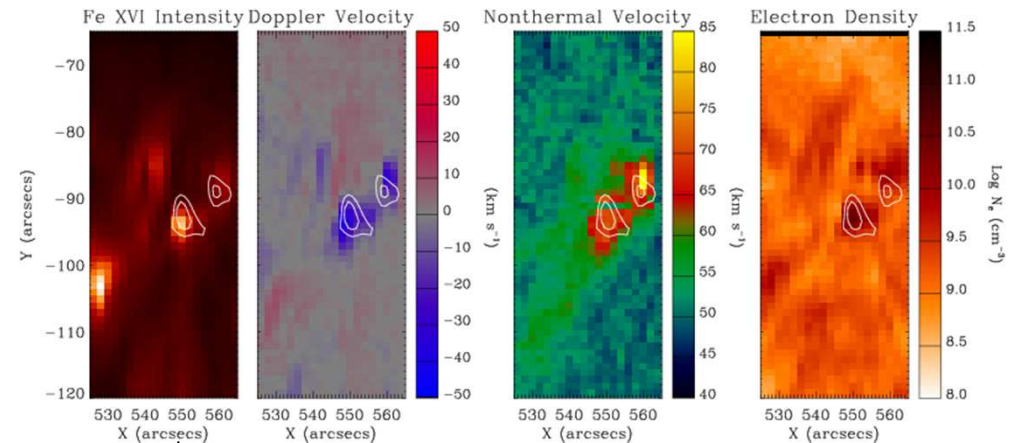 Fe XVI Intensity Doppler Velocity Nonthermal Velocity Electron Density
Y (arcsecs)
-70
-80
-90
-100
-110
-120
530 540 550 560
X (arcsecs)
530 540 550 560
X (arcsecs)
50
40
30
20
10
0
-10
-20
-30
-40
-50
(km s⁻¹)
530 540 550 560
X (arcsecs)
85
80
75
70
65
60
55
50
45
40
(km s⁻¹)
530 540 550 560
X (arcsecs)
11.5
11.0
10.5
10.0
9.5
9.0
8.5
8.0
Log Nₑ (cm⁻³)